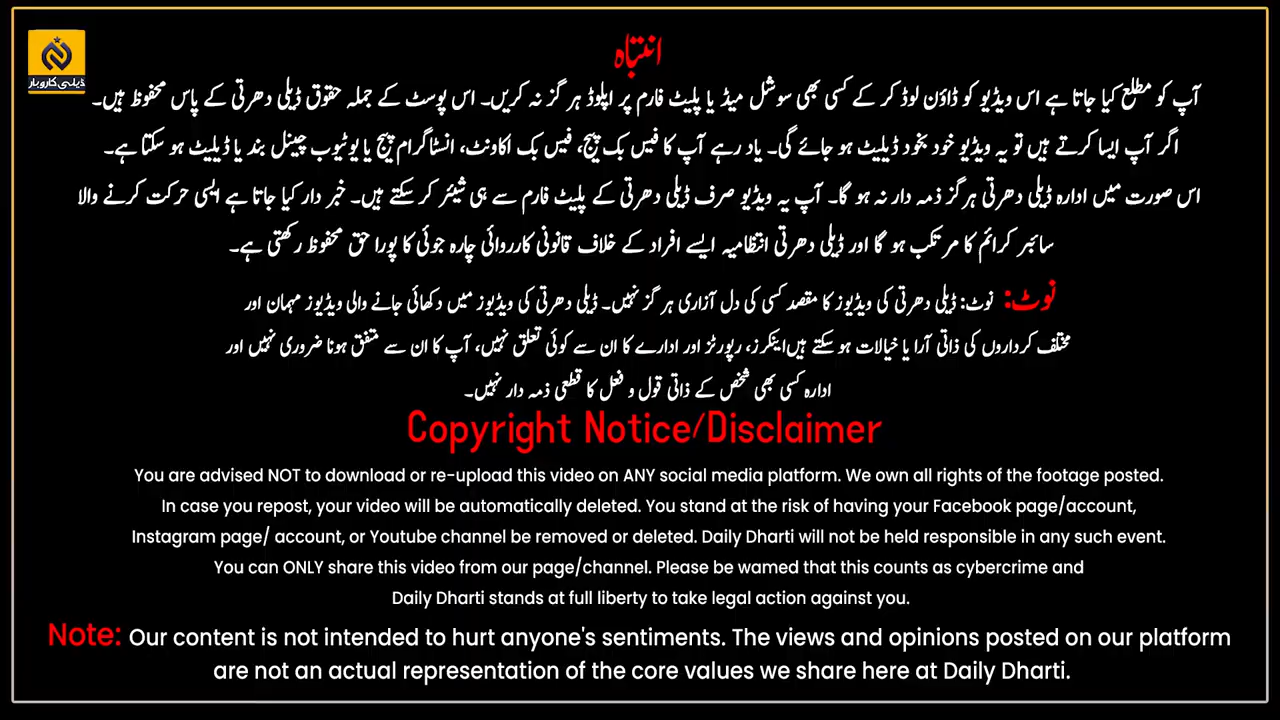 ڈیلی کاروبار
انتباہ
آپ کو مطلع کیا جاتا ہے اس ویڈیو کو ڈاؤن لوڈ کر کے کسی بھی سوشل میڈ یا پلیٹ فارم پر اپلوڈ ہر گز نہ کریں۔ اس پوسٹ کے جملہ حقوق ڈیلی دھرتی کے پاس محفوظ ہیں۔
اگر آپ ایسا کرتے ہیں تو یہ ویڈیو خود بخود ڈیلیٹ ہو جائے گی۔ یاد رہے آپ کا فیس بک پیج، فیس بک اکاونٹ، انسٹاگرام پیج یا یوٹیوب چینل بند یا ڈیلیٹ ہو سکتا ہے۔
اس صورت میں ادارہ ڈیلی دھرتی ہرگز ذمہ دار نہ ہو گا۔ آپ یہ ویڈیو صرف ڈیلی دھرتی کے پلیٹ فارم سے ہی شیئر کر سکتے ہیں۔ خبر دار کیا جاتا ہے ایسی حرکت کرنے والا
سائبر کرائم کا مرتکب ہو گا اور ڈیلی دھرتی انتظامیہ ایسے افراد کے خلاف قانونی کارروائی چارہ جوئی کا پورا حق محفوظ رکھتی ہے۔
نوٹ: نوٹ: ڈیلی دھرتی کی ویڈیوز کا مقصد کسی کی دل آزاری ہر گز نہیں۔ ڈیلی دھرتی کی ویڈیوز میں دکھائی جانے والی ویڈیوز مہمان اور
مختلف کرداروں کی ذاتی آرا یا خیالات ہو سکتے ہیں اینکرز، رپورٹرز اور ادارے کا ان سے کوئی تعلق نہیں، آپ کا ان سے متفق ہونا ضروری نہیں اور
ادارہ کسی بھی شخص کے ذاتی قول و فعل کا قطعی ذمہ دار نہیں۔
Copyright Notice/Disclaimer
You are advised NOT to download or re-upload this video on ANY social media platform. We own all rights of the footage posted.
In case you repost, your video will be automatically deleted. You stand at the risk of having your Facebook page/account,
Instagram page/ account, or Youtube channel be removed or deleted. Daily Dharti will not be held responsible in any such event.
You can ONLY share this video from our page/channel. Please be wamed that this counts as cybercrime and
Daily Dharti stands at full liberty to take legal action against you.
Note: Our content is not intended to hurt anyone's sentiments. The views and opinions posted on our platform
are not an actual representation of the core values we share here at Daily Dharti.